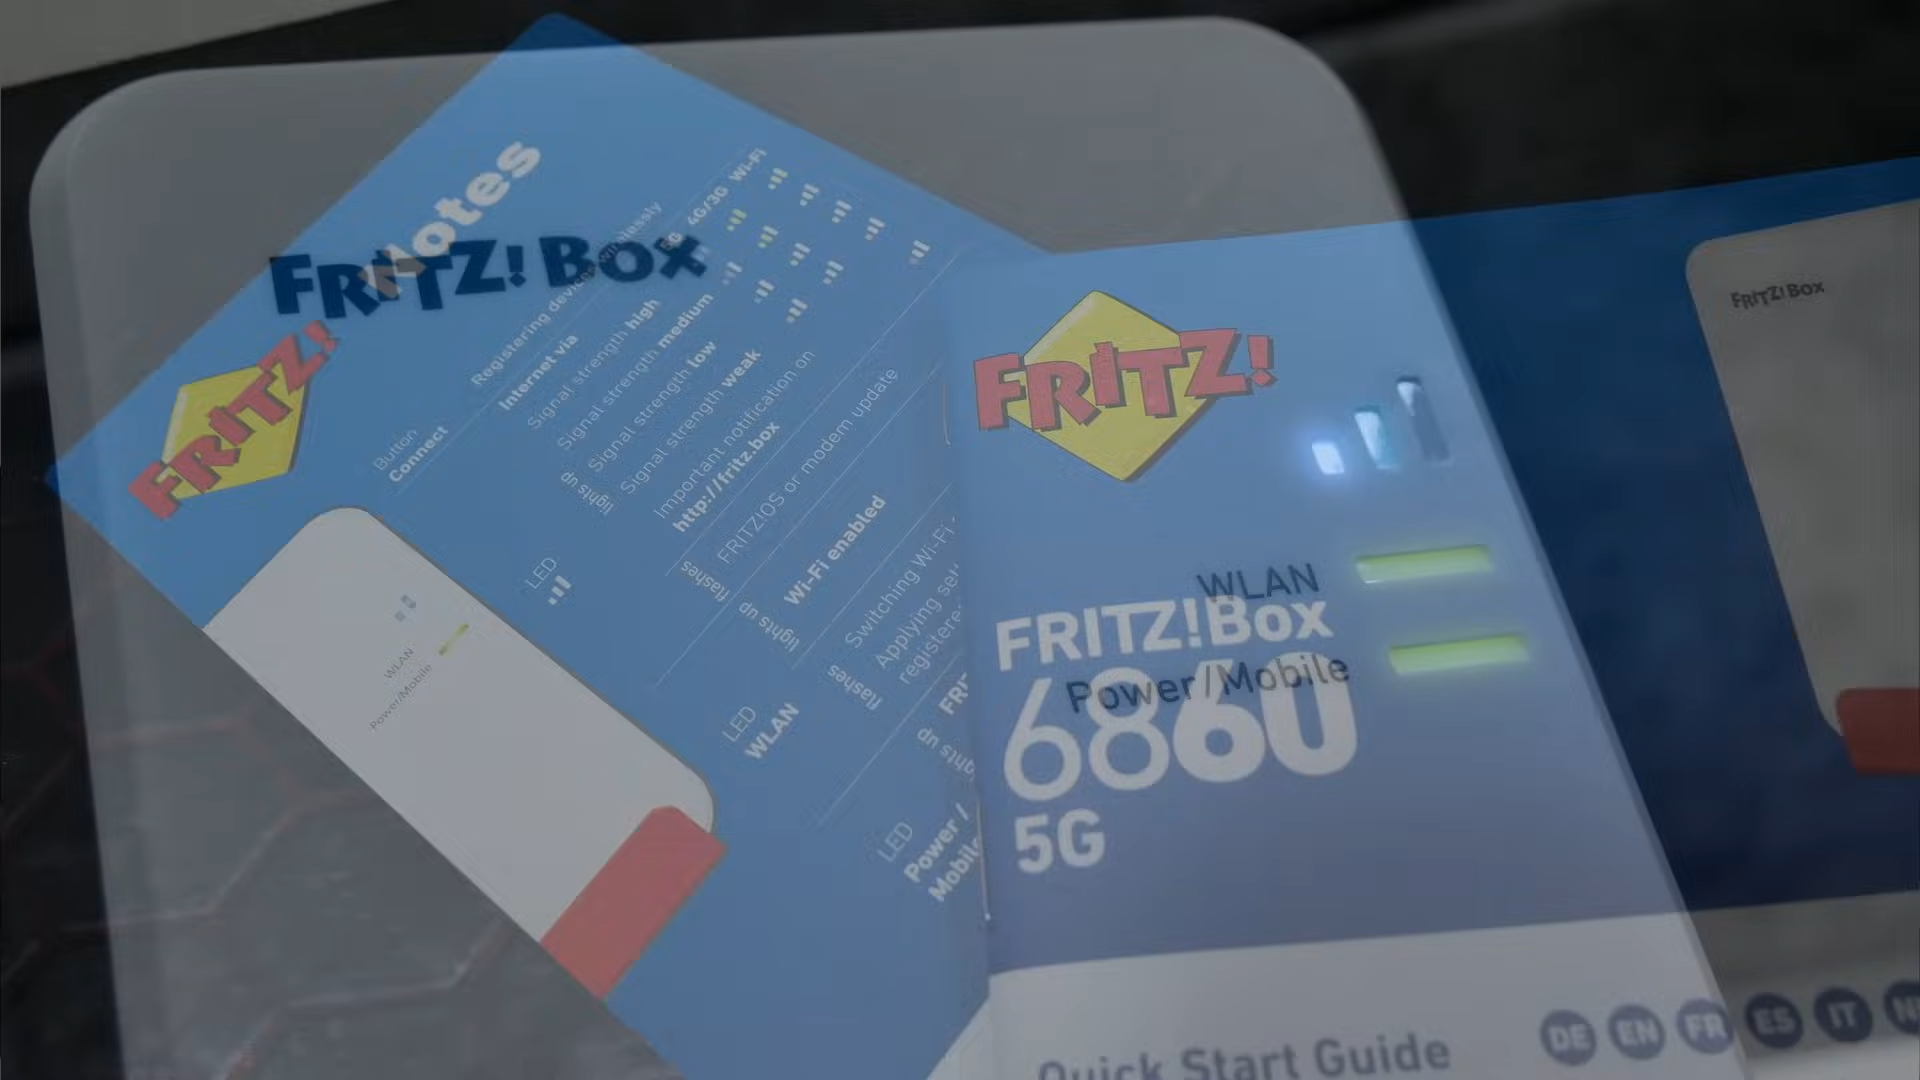 Notes
FRITZ!BOX
FRITZ!
Button
Connect
Registering devices wirelessly
Internet via
5G 4G/3G Wi-Fi
Signal strength high
Signal strength medium
Signal strength low
Signal strength weak
LED
lights up
Important notification on
http://fritz.box
flashes
FRITZ!OS or modem update
LED
WLAN
lights up
Wi-Fi enabled
flashes
Switching Wi-Fi
Applying
LED
Power /
Mobile
WLAN
Power/Mobile
FRITZ!
WLAN
Power/Mobile
FRITZ!Box
6860
5G
Quick Start Guide
DE EN FR ES IT
FRITZ!BOX